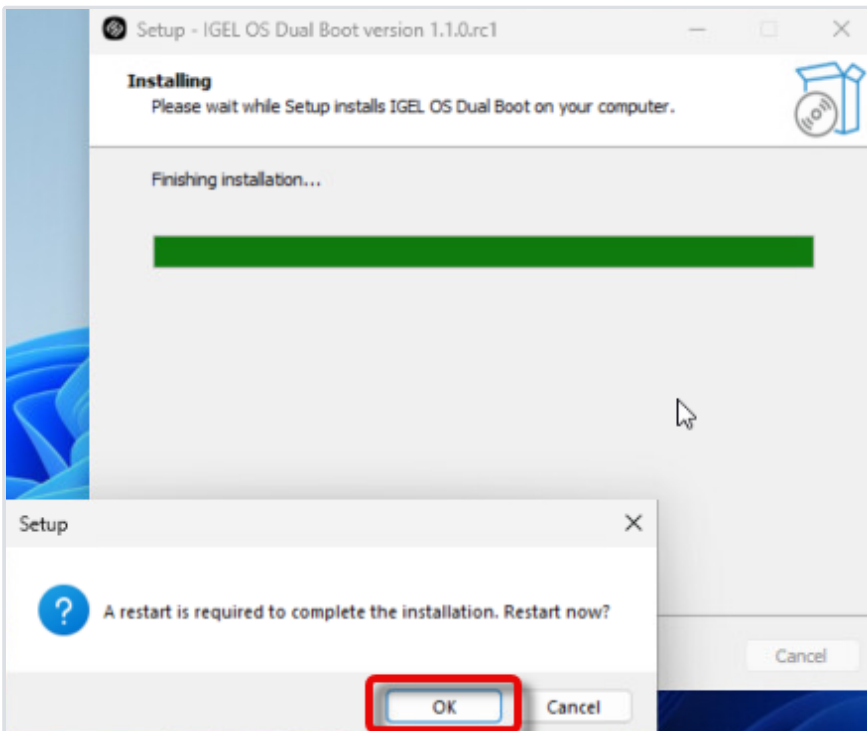 Setup - IGEL OS Dual Boot version 1.1.0.rc1
Installing
Please wait while Setup installs IGEL OS Dual Boot on your computer.
Finishing installation...
Setup
A restart is required to complete the installation. Restart now?
Cancel
OK Cancel